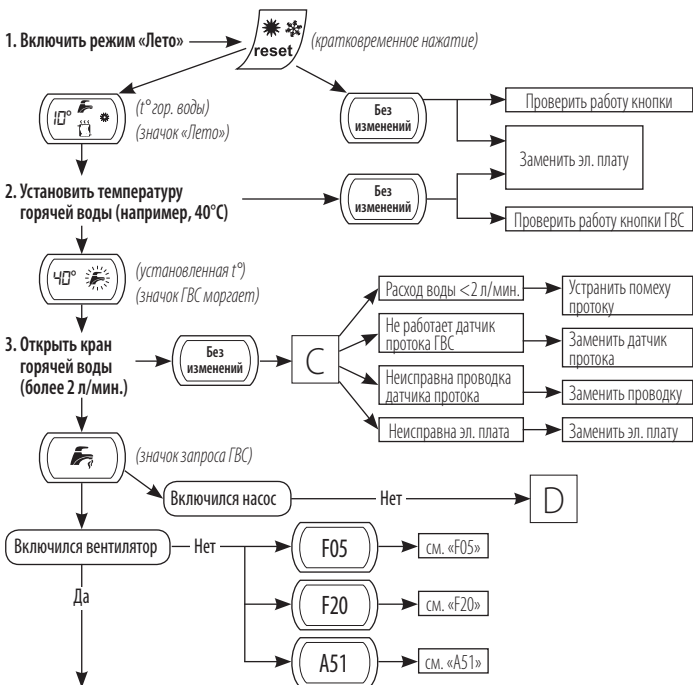 1. Включить режим «Лето»
reset
(кратковременное нажатие)
10°
(t° гор. воды)
(значок «Лето»)
Без
изменений
Проверить работу кнопки
Заменить эл. плату
2. Установить температуру
горячей воды (например, 40°C)
Без
изменений
Проверить работу кнопки ГВС
40°
(установленная t°)
(значок ГВС моргает)
3. Открыть кран
горячей воды
(более 2 л/мин.)
Без
изменений
C
Расход воды <2 л/мин.
Устранить помеху
протоку
Не работает датчик
протока ГВС
Заменить датчик
протока
Неисправна проводка
датчика протока
Заменить проводку
Неисправна эл. плата
Заменить эл. плату
(значок запроса ГВС)
Включился насос
Нет
D
Включился вентилятор
Нет
F05
см. «F05»
Да
F20
см. «F20»
A51
см. «A51»